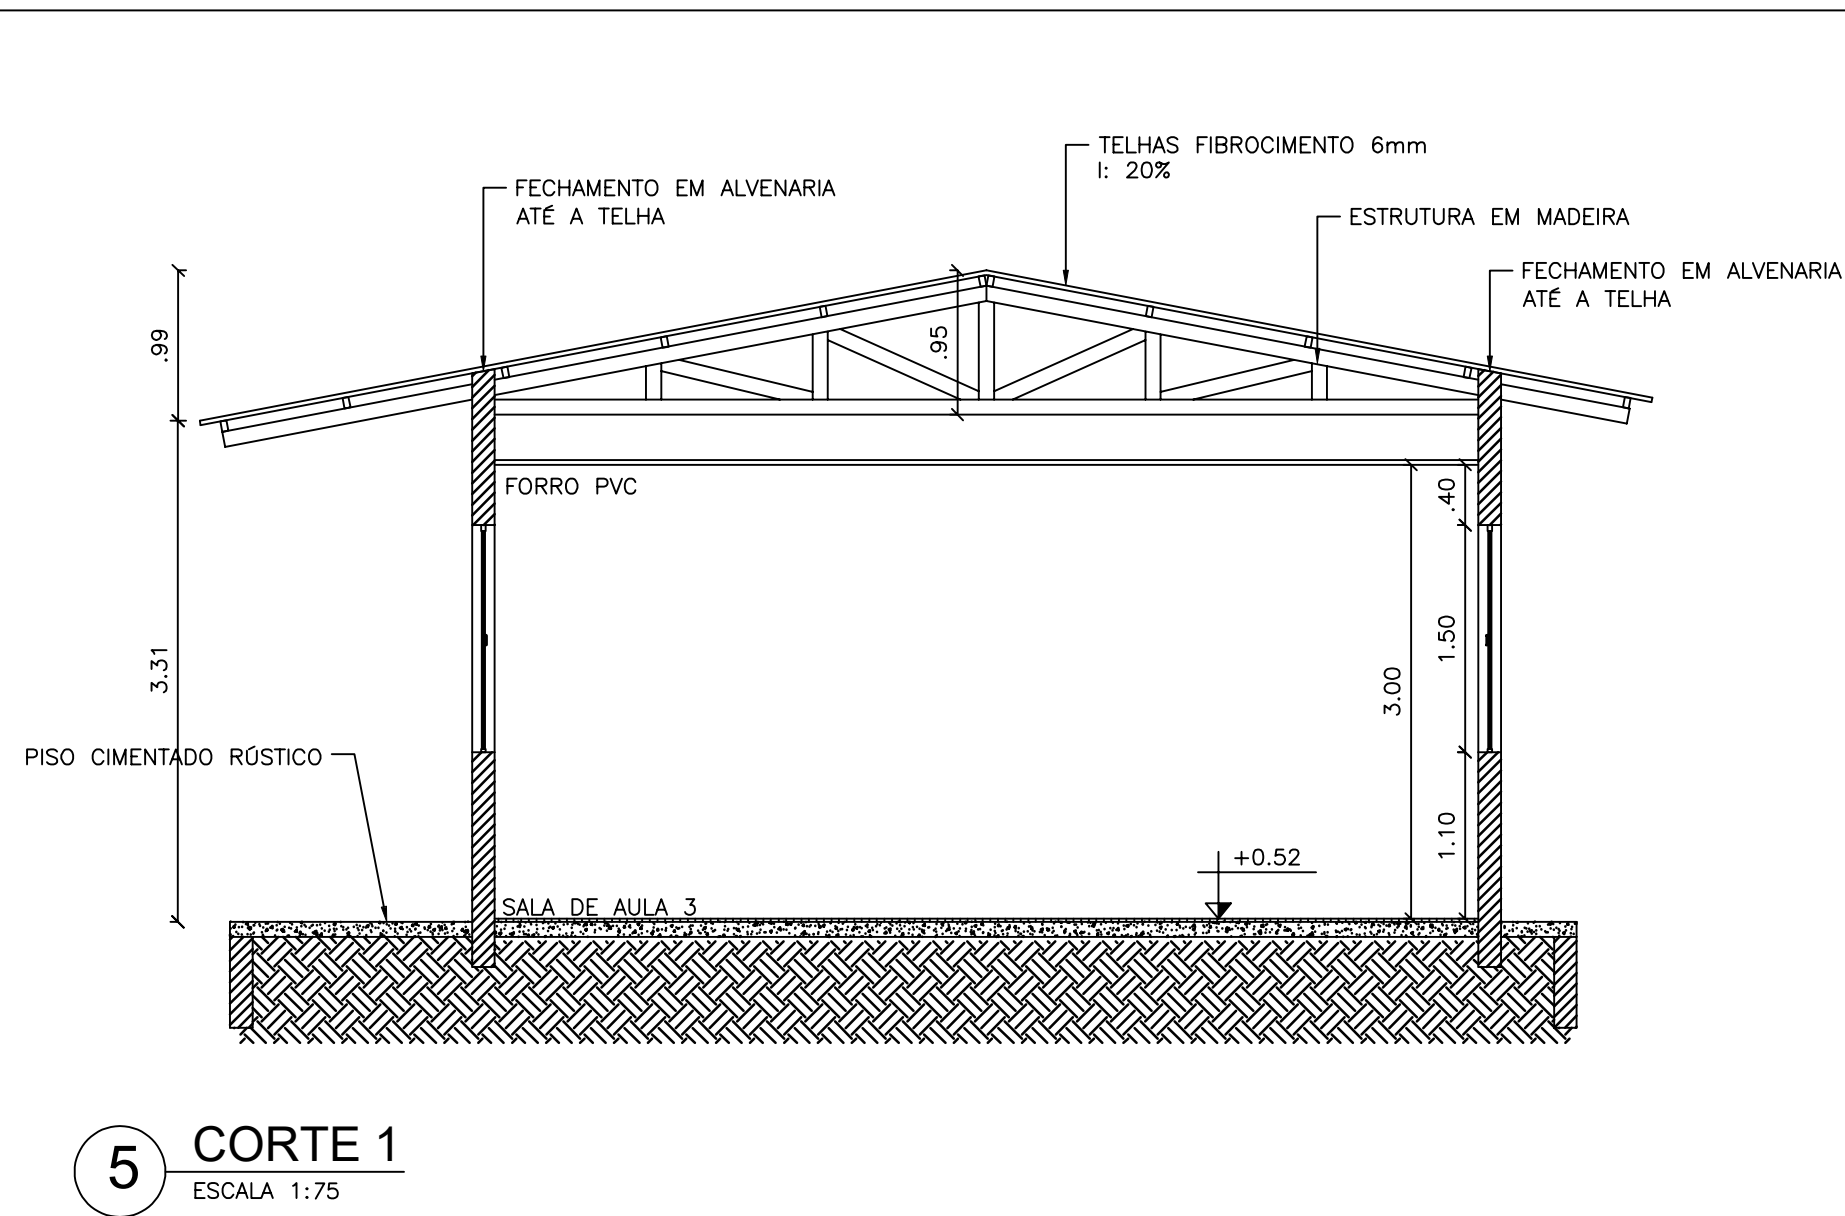 TELHAS FIBROCIMENTO 6mm
I: 20%
FECHAMENTO EM ALVENARIA
ATÉ A TELHA
ESTRUTURA EM MADEIRA
FECHAMENTO EM ALVENARIA
ATÉ A TELHA
.99
.95
FORRO PVC
.40
1.50
3.31
3.00
PISO CIMENTADO RÚSTICO
1.10
+0.52
SALA DE AULA 3
5
CORTE 1
ESCALA 1:75